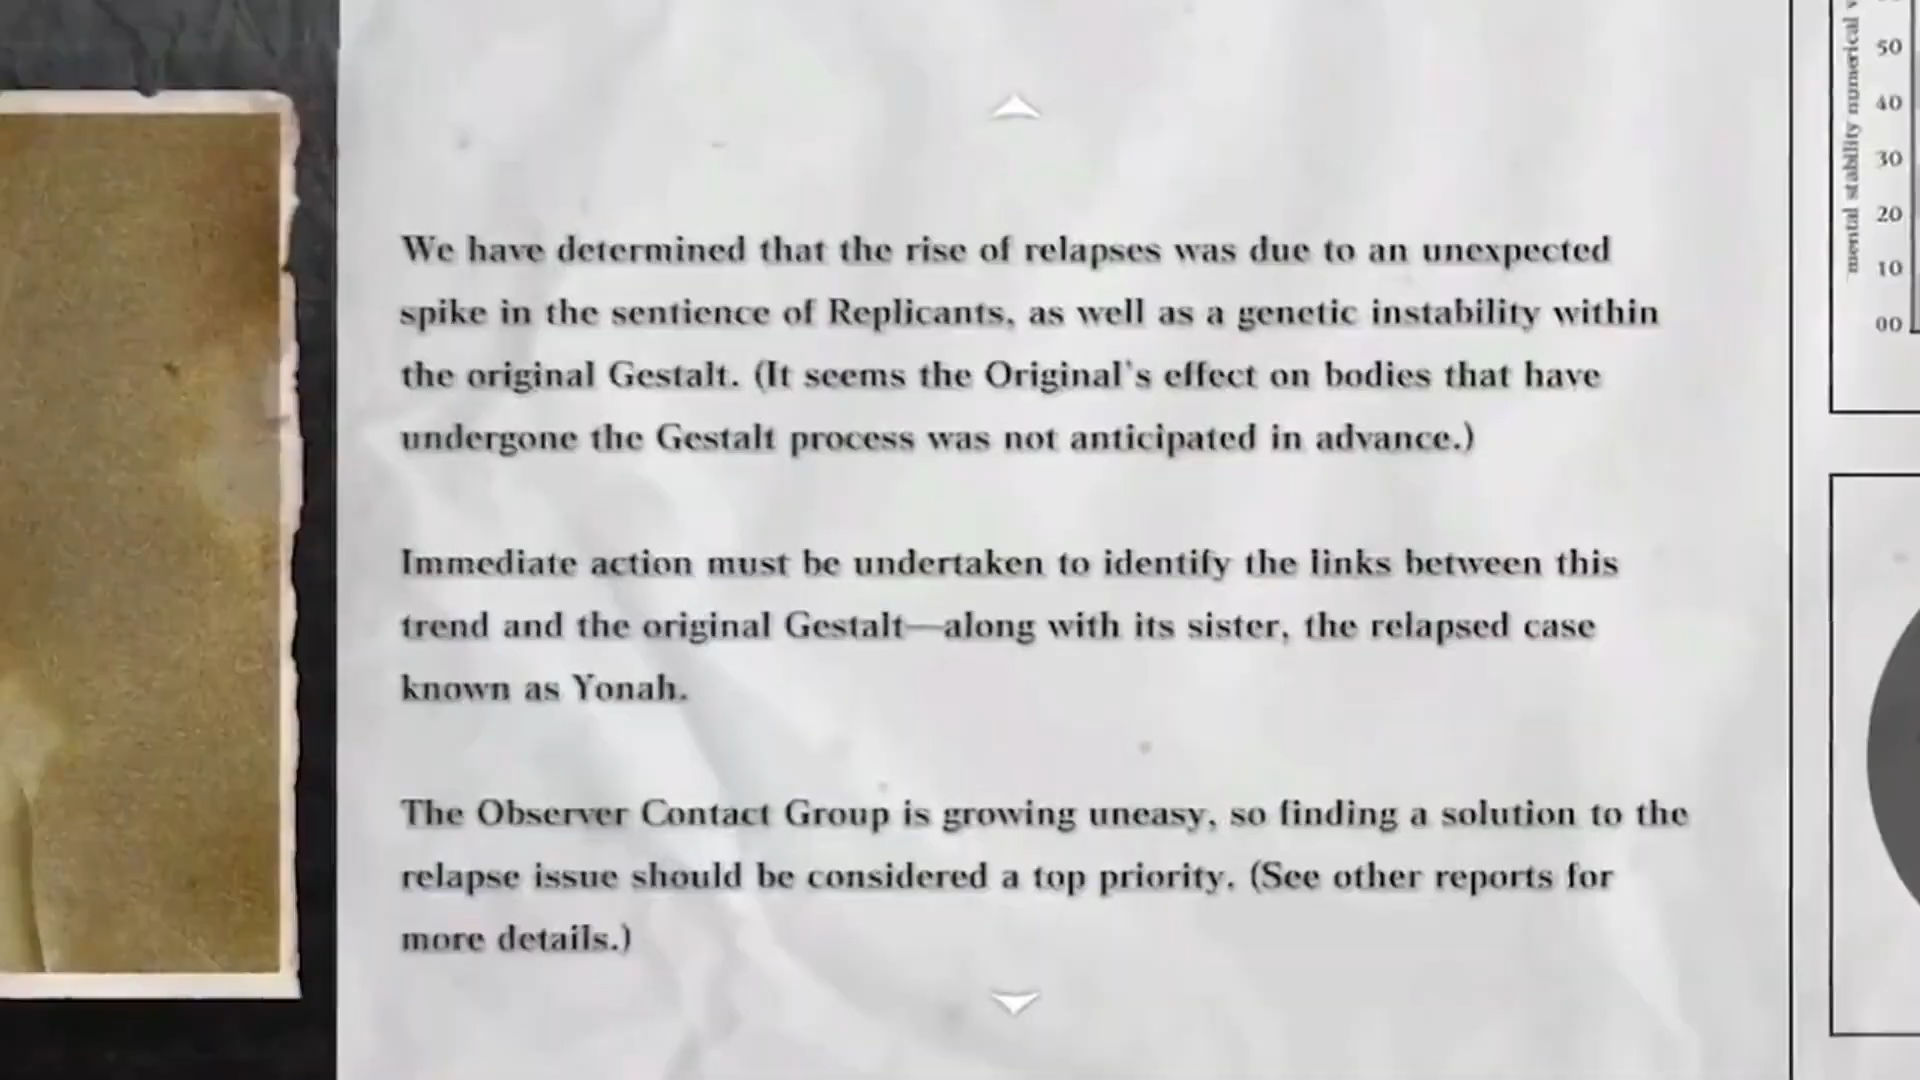 We have determined that the rise of relapses was due to an unexpected
spike in the sentience of Replicants, as well as a genetic instability within
the original Gestalt. (It seems the Original's effect on bodies that have
undergone the Gestalt process was not anticipated in advance.)
Immediate action must be undertaken to identify the links between this
trend and the original Gestalt—along with its sister, the relapsed case
known as Yonah.
The Observer Contact Group is growing uneasy, so finding a solution to the
relapse issue should be considered a top priority. (See other reports for
more details.)
mental stability numerical
50
40
30
20
10
00